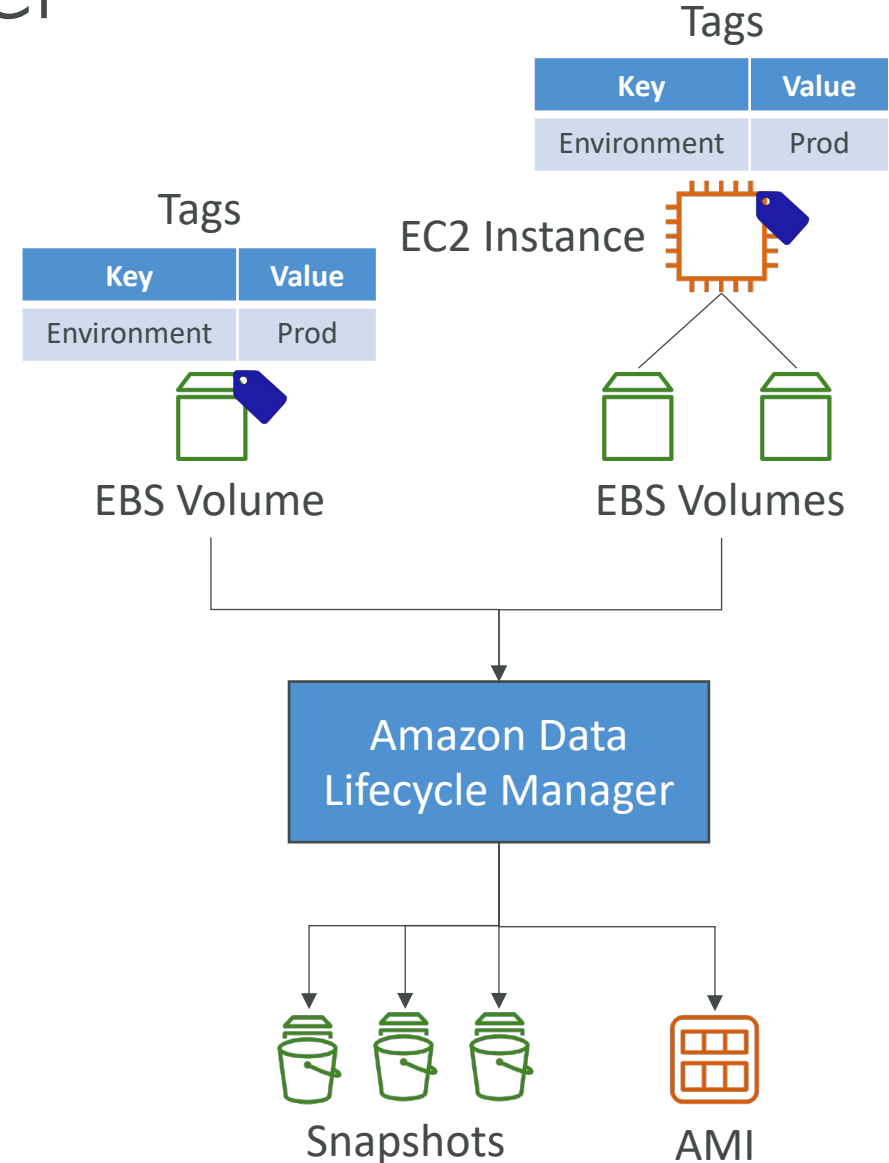 Tags
Key Value
Environment Prod
EC2 Instance
Tags
Key Value
Environment Prod
EBS Volume
EBS Volumes
Amazon Data
Lifecycle Manager
Snapshots
AMI